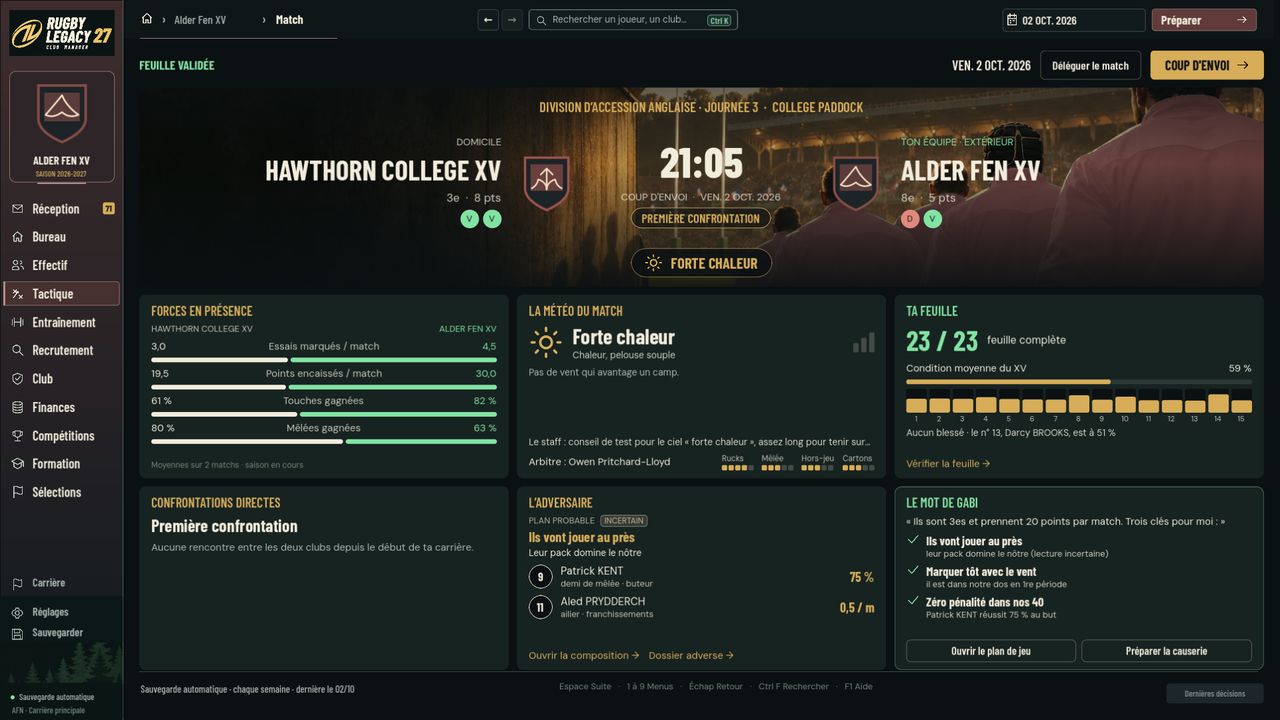 RUGBY
LEGACY 27
CLUB MANAGER
ALDER FEN XV
SAISON 2026-2027
Réception 71
Bureau
Effectif
Tactique
Entraînement
Recrutement
Club
Finances
Compétitions
Formation
Sélections
Carrière
Réglages
Sauvegarder
Sauvegarde automatique
AFN · Carrière principale
Alder Fen XV › Match
Rechercher un joueur, un club… Ctrl K
02 OCT. 2026
Préparer →
FEUILLE VALIDÉE
VEN. 2 OCT. 2026
Déléguer le match
COUP D'ENVOI →
DIVISION D'ACCESSION ANGLAISE · JOURNÉE 3 · COLLEGE PADDOCK
DOMICILE
HAWTHORN COLLEGE XV
3e · 8 pts
V V
21:05
COUP D'ENVOI · VEN. 2 OCT. 2026
PREMIÈRE CONFRONTATION
FORTE CHALEUR
TON ÉQUIPE · EXTÉRIEUR
ALDER FEN XV
8e · 5 pts
D V
FORCES EN PRÉSENCE
HAWTHORN COLLEGE XV ALDER FEN XV
3,0 Essais marqués / match 4,5
19,5 Points encaissés / match 30,0
61 % Touches gagnées 82 %
80 % Mêlées gagnées 63 %
Moyennes sur 2 matchs · saison en cours
LA MÉTÉO DU MATCH
Forte chaleur
Chaleur, pelouse souple
Pas de vent qui avantage un camp.
Le staff : conseil de test pour le ciel « forte chaleur », assez long pour tenir sur…
Arbitre : Owen Pritchard-Lloyd
Rucks Mêlée Hors-jeu Cartons
TA FEUILLE
23 / 23 feuille complète
Condition moyenne du XV 59 %
1 2 3 4 5 6 7 8 9 10 11 12 13 14 15
Aucun blessé · le n° 13, Darcy BROOKS, est à 51 %
Vérifier la feuille →
CONFRONTATIONS DIRECTES
Première confrontation
Aucune rencontre entre les deux clubs depuis le début de ta carrière.
L'ADVERSAIRE
PLAN PROBABLE INCERTAIN
Ils vont jouer au près
Leur pack domine le nôtre
9 Patrick KENT 75 %
demi de mêlée · buteur
11 Aled PRYDDERCH 0,5 / m
ailier · franchissements
Ouvrir la composition → Dossier adverse →
LE MOT DE GABI
« Ils sont 3es et prennent 20 points par match. Trois clés pour moi : »
Ils vont jouer au près
leur pack domine le nôtre (lecture incertaine)
Marquer tôt avec le vent
il est dans notre dos en 1re période
Zéro pénalité dans nos 40
Patrick KENT réussit 75 % au but
Ouvrir le plan de jeu
Préparer la causerie
Sauvegarde automatique · chaque semaine · dernière le 02/10
Espace Suite · 1 à 9 Menus · Échap Retour · Ctrl F Rechercher · F1 Aide
Dernières décisions